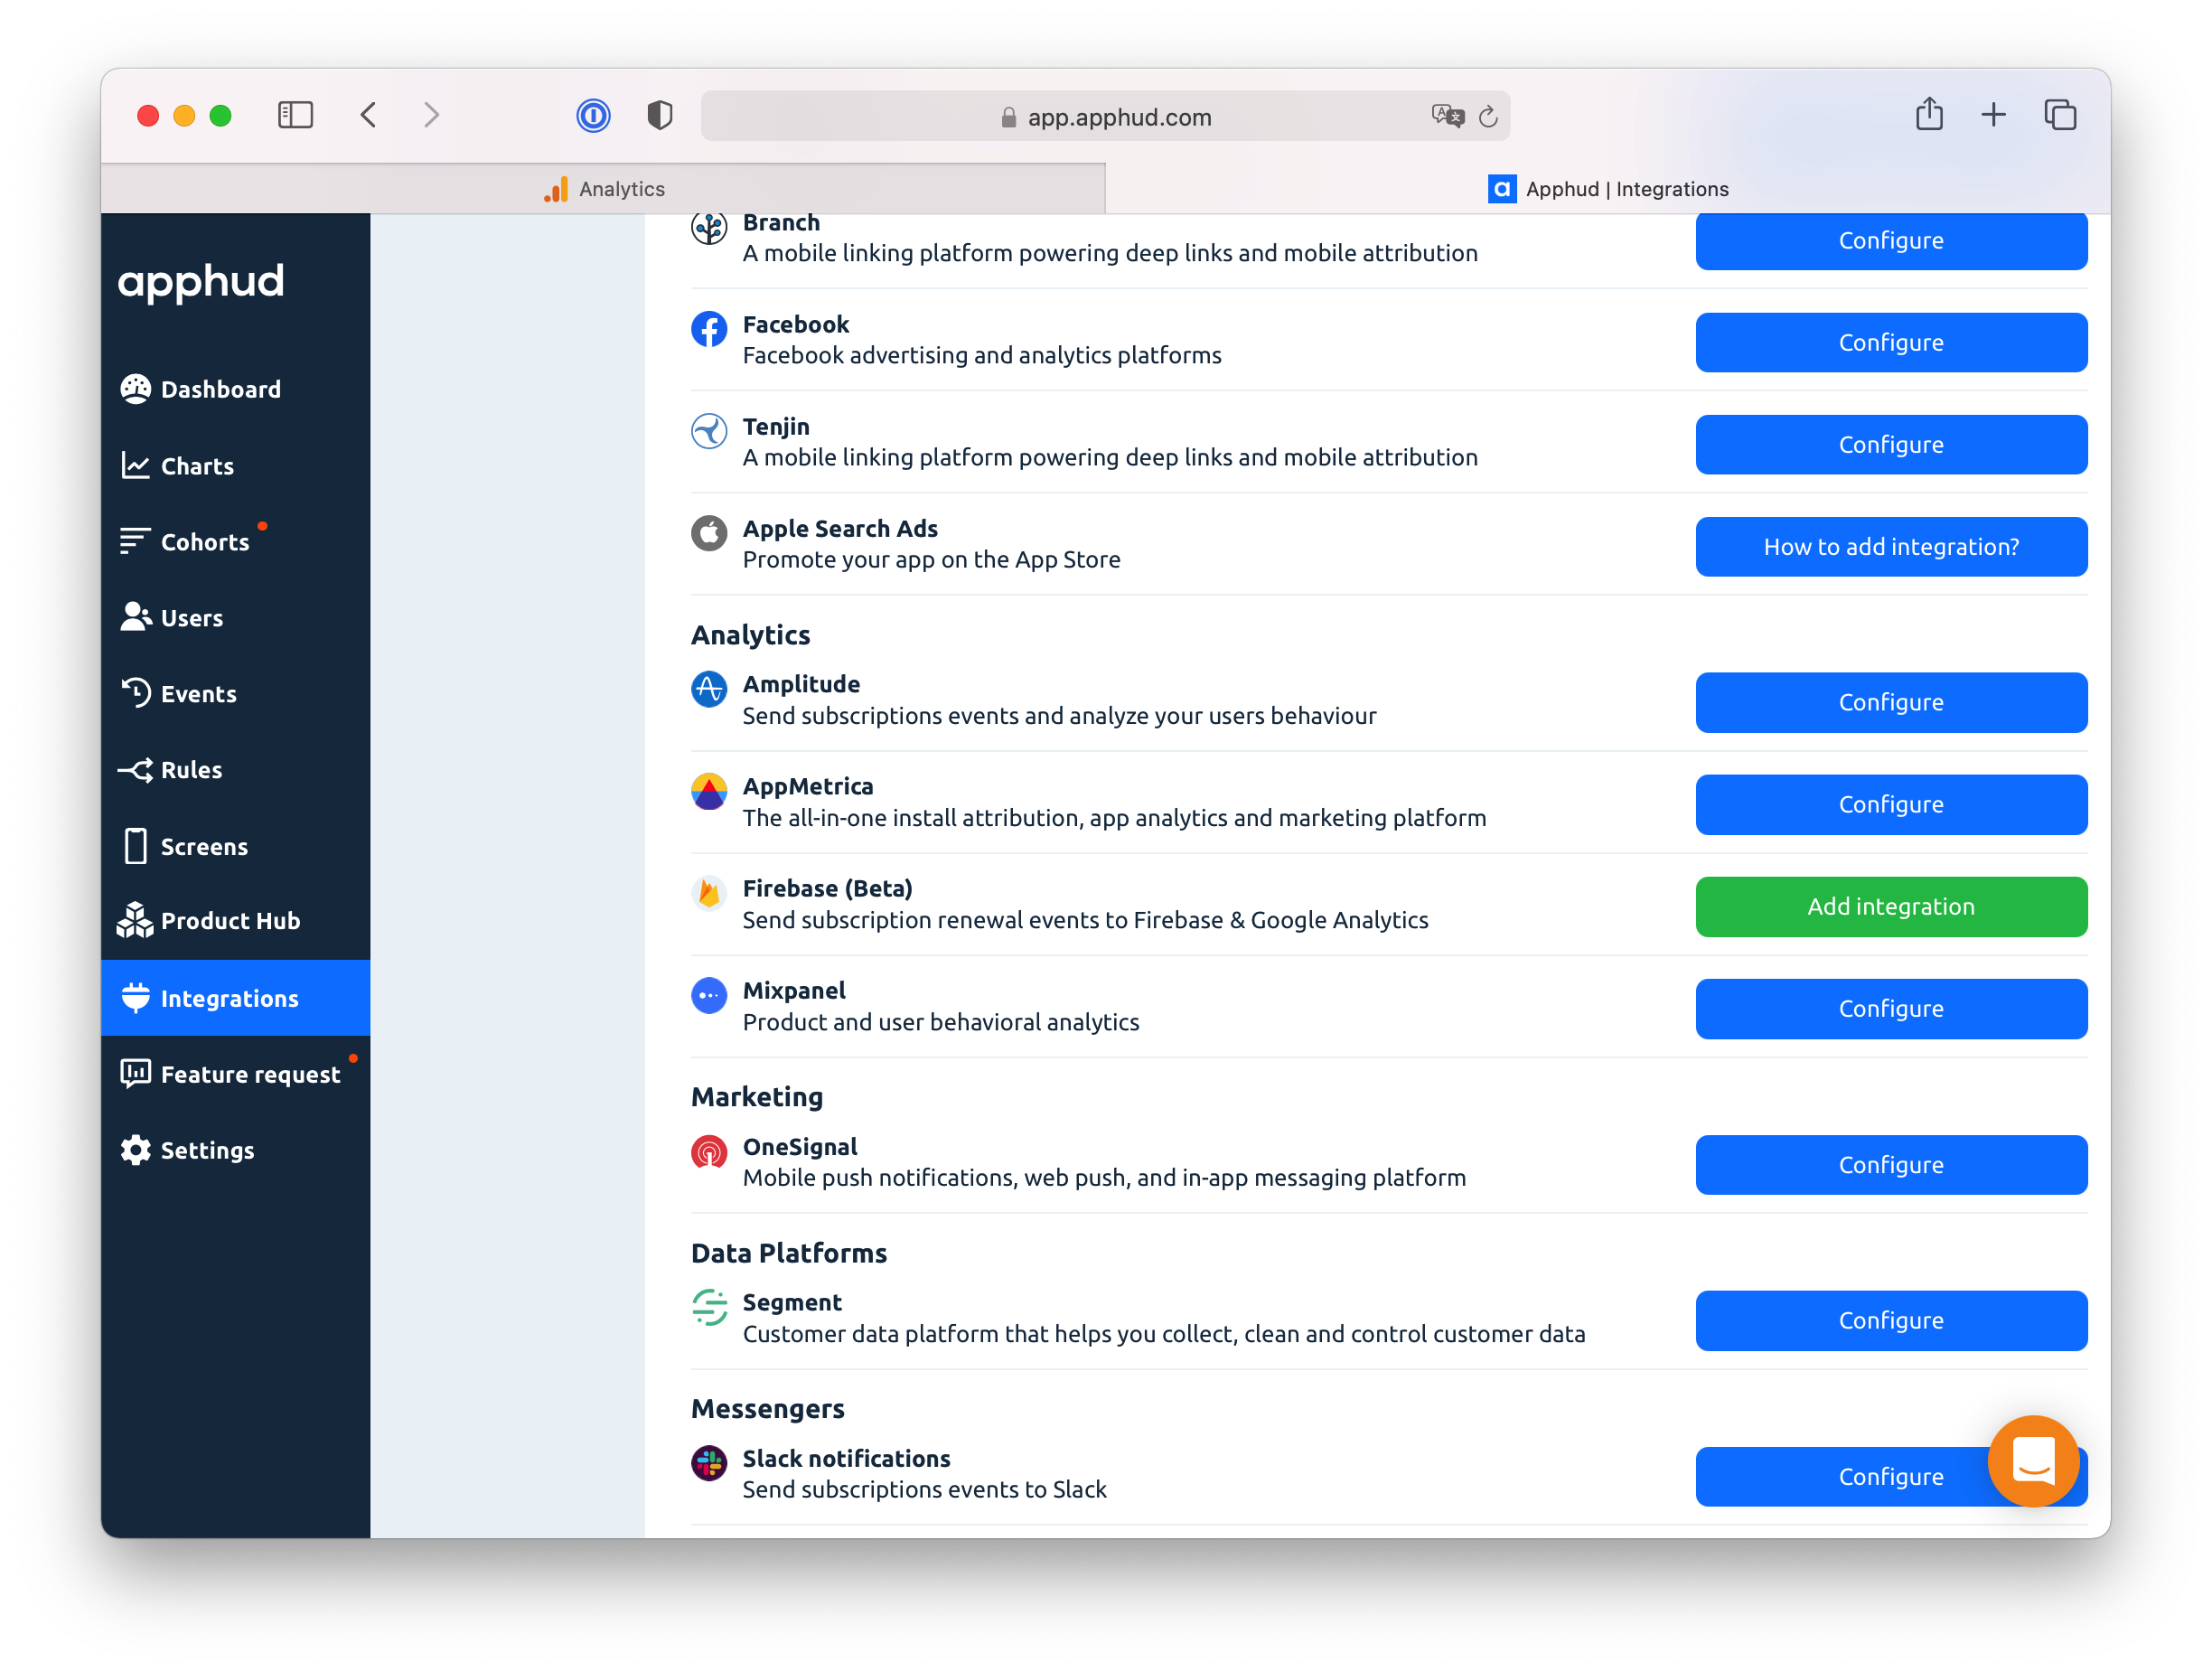 app.apphud.com
Analytics
Apphud | Integrations
apphud
Dashboard
Charts
Cohorts
Users
Events
Rules
Screens
Product Hub
Integrations
Feature request
Settings
Branch
A mobile linking platform powering deep links and mobile attribution
Configure
Facebook
Facebook advertising and analytics platforms
Configure
Tenjin
A mobile linking platform powering deep links and mobile attribution
Configure
Apple Search Ads
Promote your app on the App Store
How to add integration?
Analytics
Amplitude
Send subscriptions events and analyze your users behaviour
Configure
AppMetrica
The all-in-one install attribution, app analytics and marketing platform
Configure
Firebase (Beta)
Send subscription renewal events to Firebase & Google Analytics
Add integration
Mixpanel
Product and user behavioral analytics
Configure
Marketing
OneSignal
Mobile push notifications, web push, and in-app messaging platform
Configure
Data Platforms
Segment
Customer data platform that helps you collect, clean and control customer data
Configure
Messengers
Slack notifications
Send subscriptions events to Slack
Configure